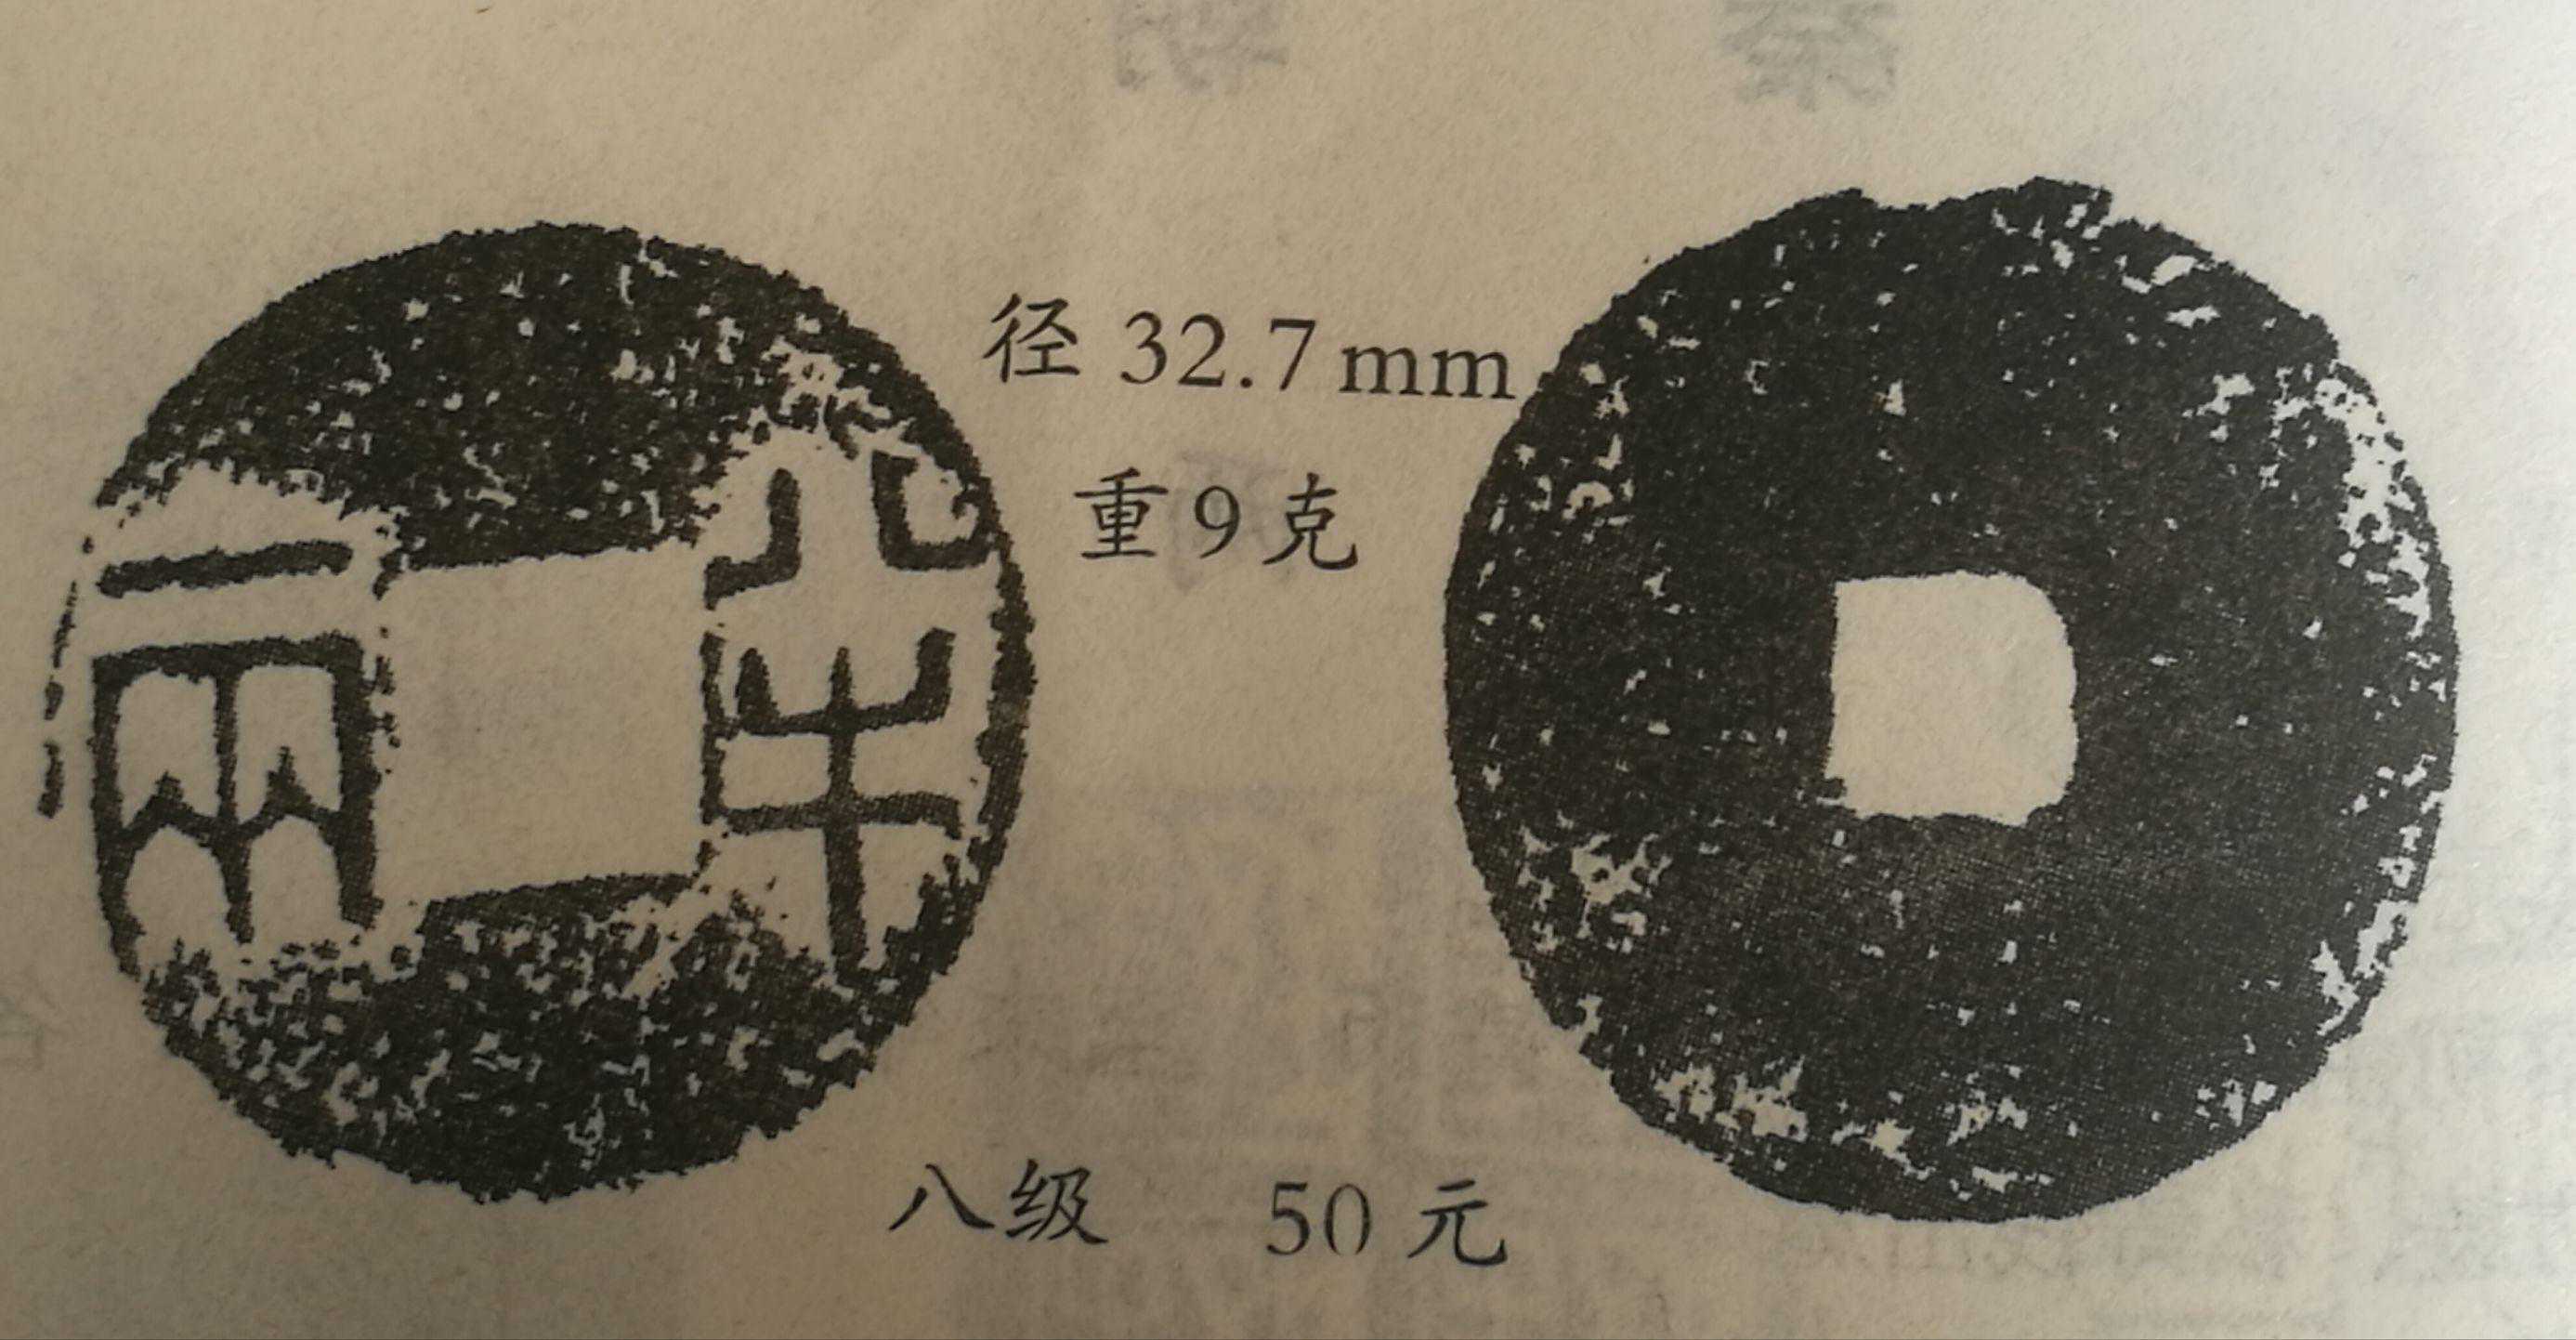 半两
径 32.7 mm
重 9 克
八级 50 元